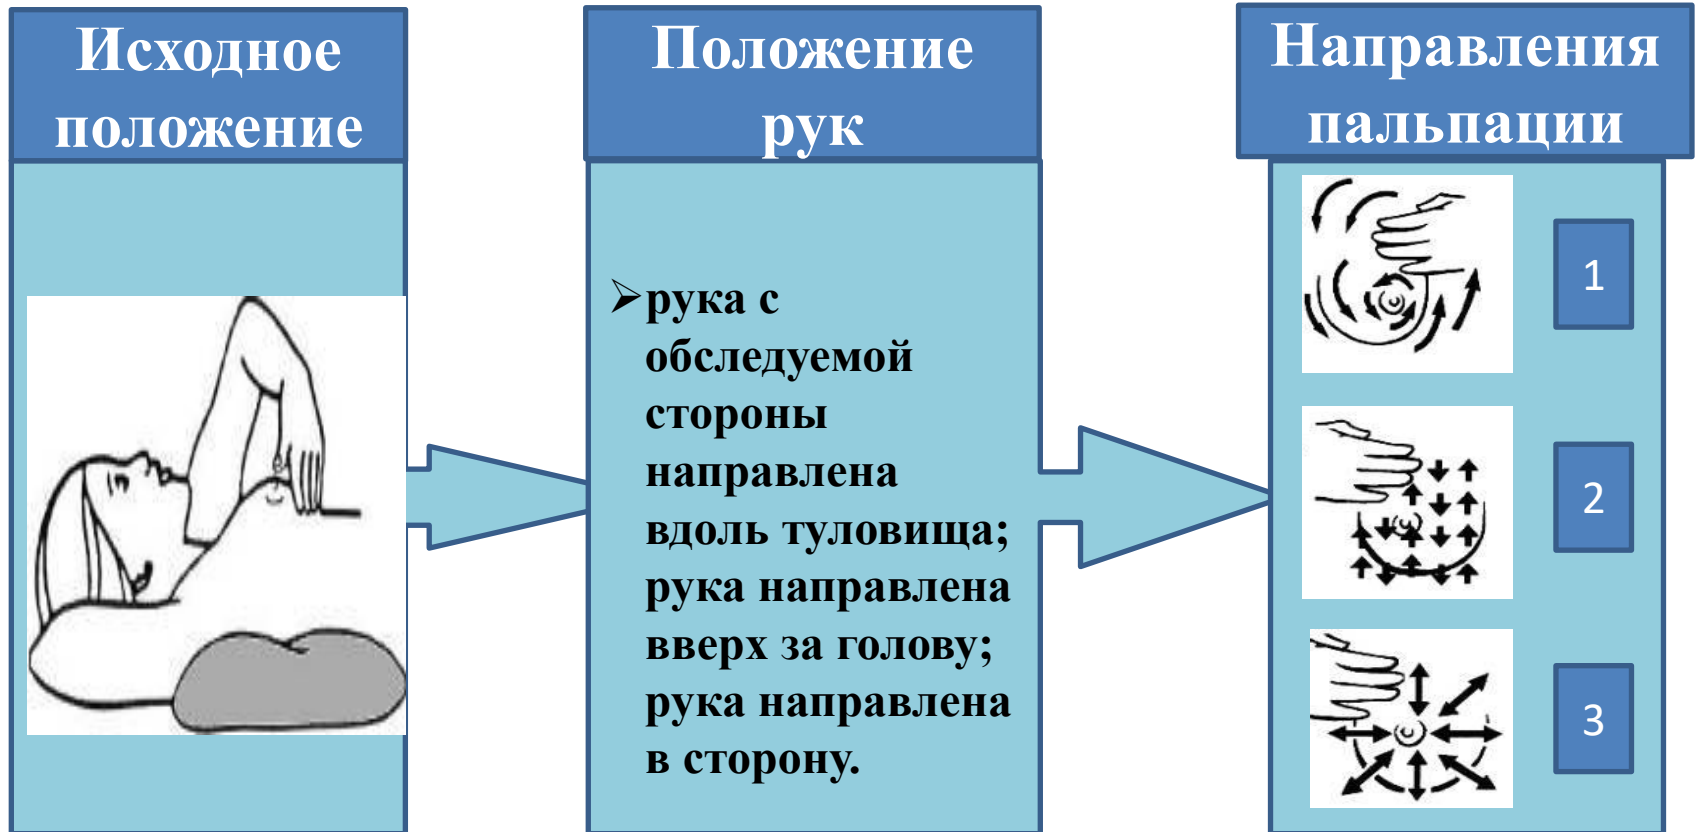 Исходное
положение
Положение
рук
Направления
пальпации
➢рука с
обследуемой
стороны
направлена
вдоль туловища;
рука направлена
вверх за голову;
рука направлена
в сторону.
1
2
3